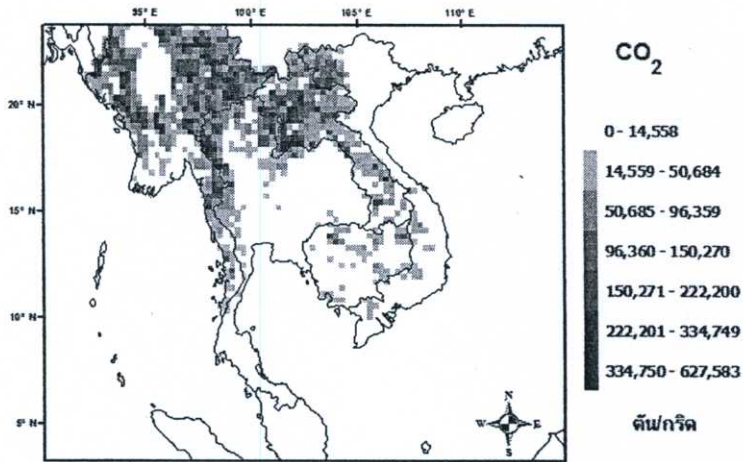 95° E 100° E 105° E 110° E
20° N
15° N
10° N
5° N
CO2
0 - 14,558
14,559 - 50,684
50,685 - 96,359
96,360 - 150,270
150,271 - 222,200
222,201 - 334,749
334,750 - 627,583
ตัน/กริด
N
W E
S